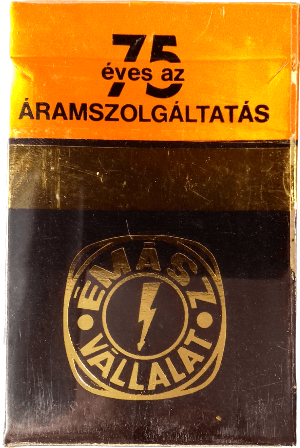 75
éves az
ÁRAMSZOLGÁLTATÁS
ÉMÁSZ
VÁLLALAT